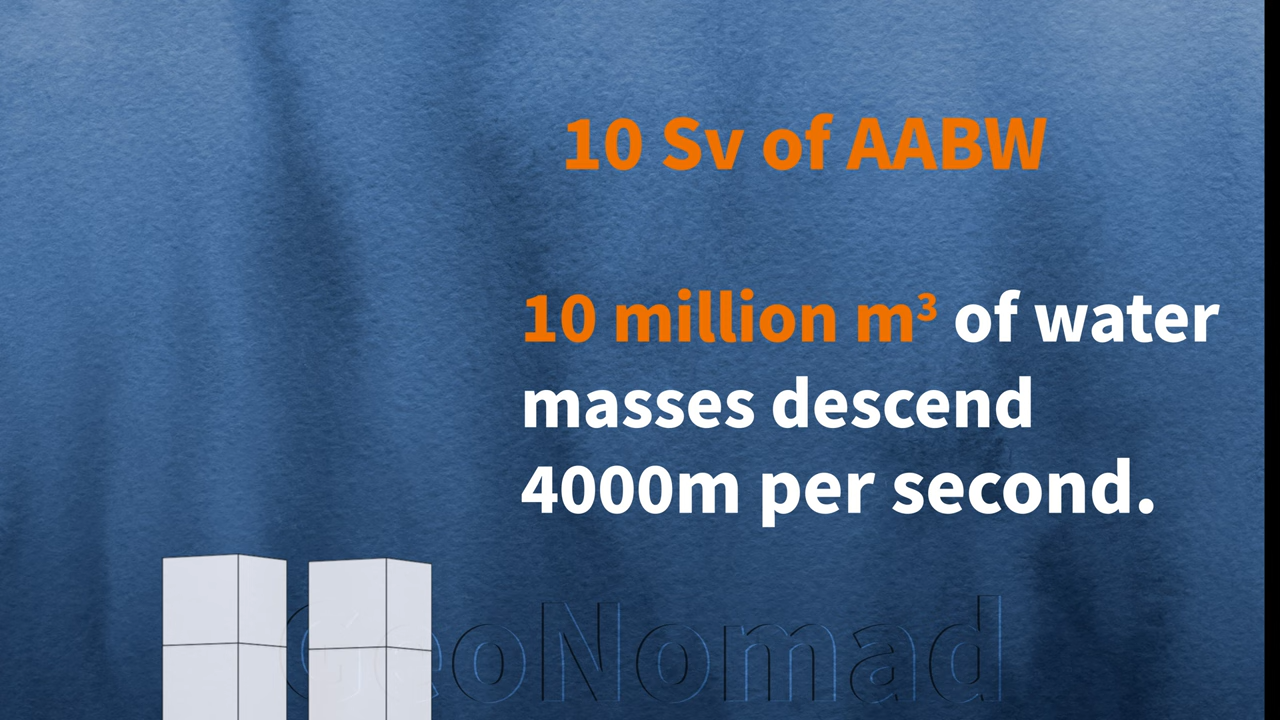 10 Sv of AABW
10 million m³ of water
masses descend
4000m per second.
GeoNomad